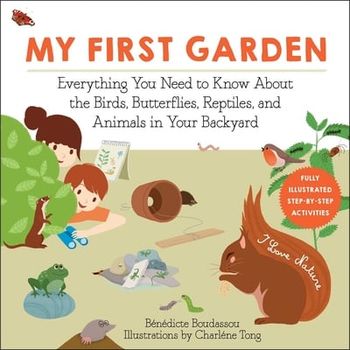 MY FIRST GARDEN
Everything You Need to Know About
the Birds, Butterflies, Reptiles, and
Animals in Your Backyard
FULLY
ILLUSTRATED
STEP-BY-STEP
ACTIVITIES
I Love Nature
Bénédicte Boudassou
Illustrations by Charlène Tong